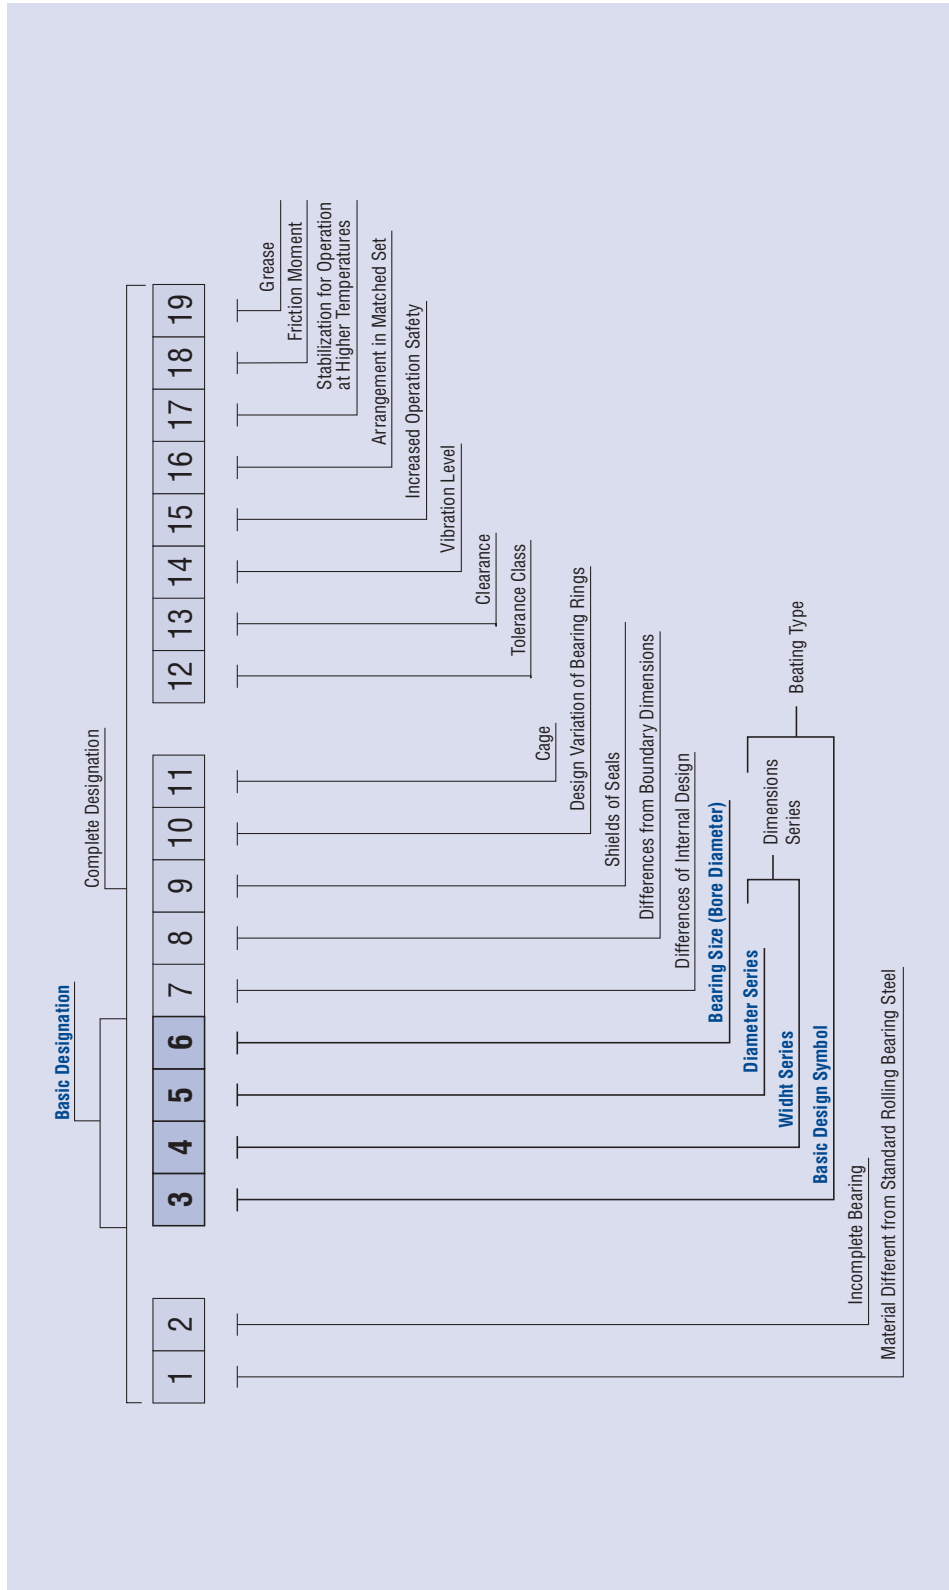 Basic Designation
Complete Designation
1 2 3 4 5 6 7 8 9 10 11 12 13 14 15 16 17 18 19
Grease
Friction Moment
Stabilization for Operation
at Higher Temperatures
Arrangement in Matched Set
Increased Operation Safety
Vibration Level
Clearance
Tolerance Class
Cage
Design Variation of Bearing Rings
Shields of Seals
Differences from Boundary Dimensions
Differences of Internal Design
Bearing Size (Bore Diameter)
Diameter Series
Dimensions
Series
Widht Series
Beating Type
Basic Design Symbol
Incomplete Bearing
Material Different from Standard Rolling Bearing Steel